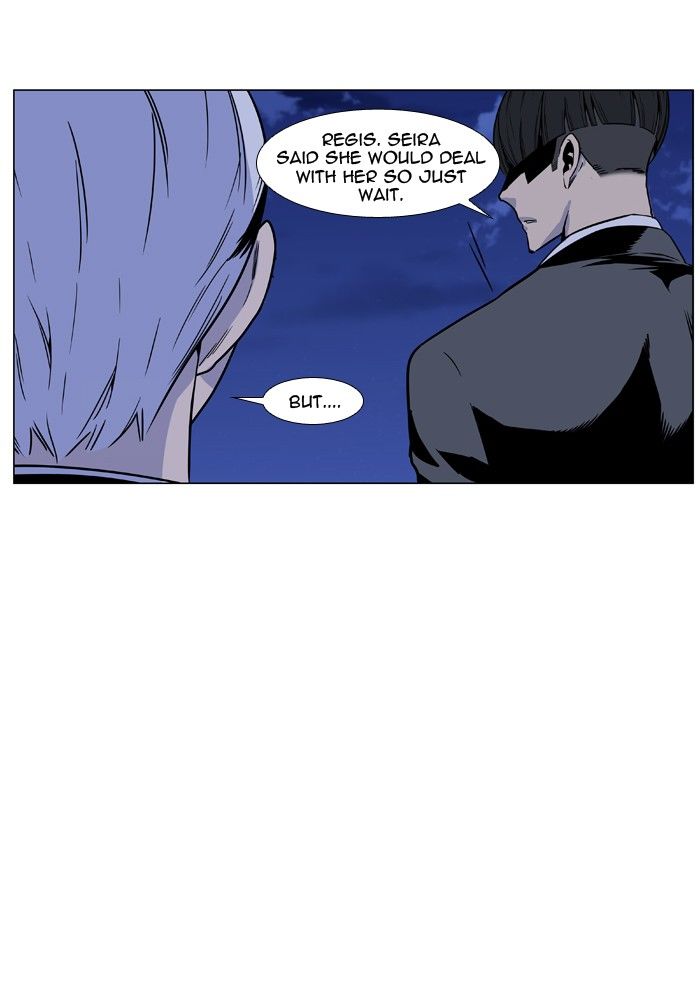 REGIS. SEIRA
SAID SHE WOULD DEAL
WITH HER SO JUST
WAIT.
BUT....